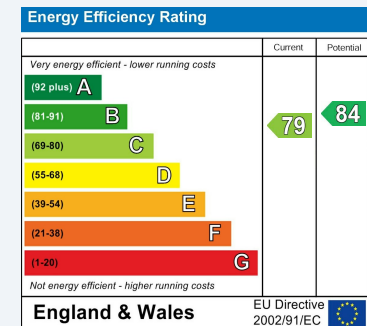 Energy Efficiency Rating
Current Potential
Very energy efficient - lower running costs
(92 plus) A
(81-91) B
(69-80) C
(55-68) D
(39-54) E
(21-38) F
(1-20) G
79
84
Not energy efficient - higher running costs
England & Wales
EU Directive
2002/91/EC